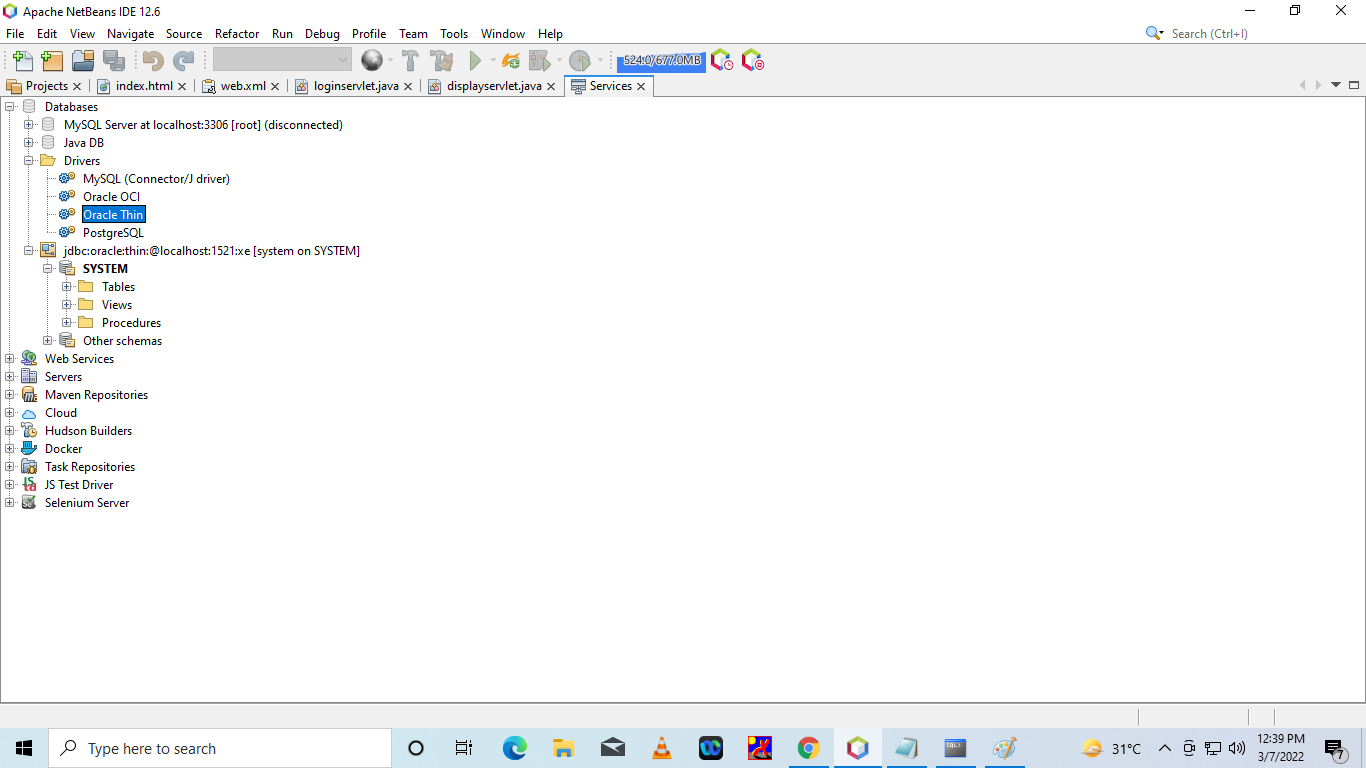 Apache NetBeans IDE 12.6
File Edit View Navigate Source Refactor Run Debug Profile Team Tools Window Help
Search (Ctrl+I)
524.0/677.0MB
Projects index.html web.xml loginservlet.java displayservlet.java Services
Databases
MySQL Server at localhost:3306 [root] (disconnected)
Java DB
Drivers
MySQL (Connector/J driver)
Oracle OCI
Oracle Thin
PostgreSQL
jdbc:oracle:thin:@localhost:1521:xe [system on SYSTEM]
SYSTEM
Tables
Views
Procedures
Other schemas
Web Services
Servers
Maven Repositories
Cloud
Hudson Builders
Docker
Task Repositories
JS Test Driver
Selenium Server
Type here to search
31°C
12:39 PM
3/7/2022
7